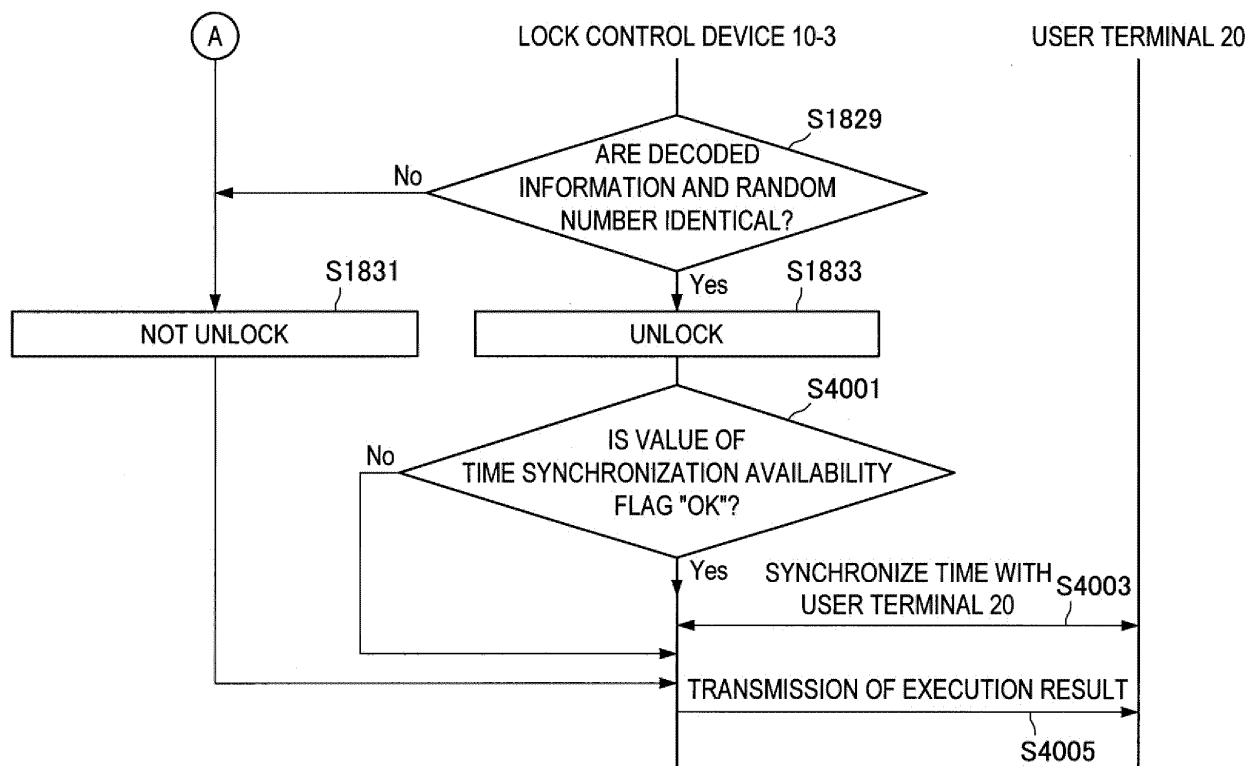 A
LOCK CONTROL DEVICE 10-3
USER TERMINAL 20
S1829
ARE DECODED
INFORMATION AND RANDOM
NUMBER IDENTICAL?
No
Yes
S1831
S1833
NOT UNLOCK
UNLOCK
S4001
IS VALUE OF
TIME SYNCHRONIZATION AVAILABILITY
FLAG "OK"?
No
Yes
SYNCHRONIZE TIME WITH
USER TERMINAL 20
S4003
TRANSMISSION OF EXECUTION RESULT
S4005